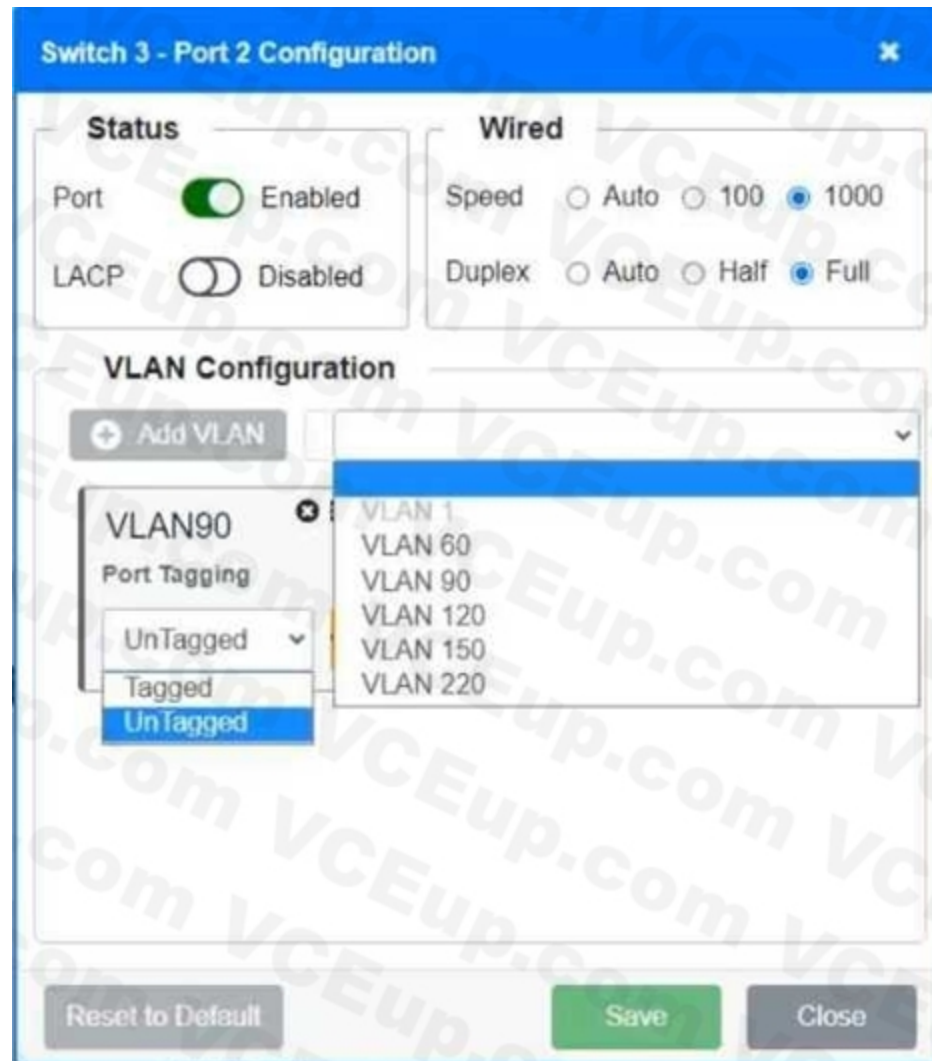 Switch 3 - Port 2 Configuration
Status
Port Enabled
LACP Disabled
Wired
Speed Auto 100 1000
Duplex Auto Half Full
VLAN Configuration
Add VLAN
VLAN90
Port Tagging
UnTagged
Tagged
UnTagged
VLAN 1
VLAN 60
VLAN 90
VLAN 120
VLAN 150
VLAN 220
Reset to Default Save Close
VCEup.com